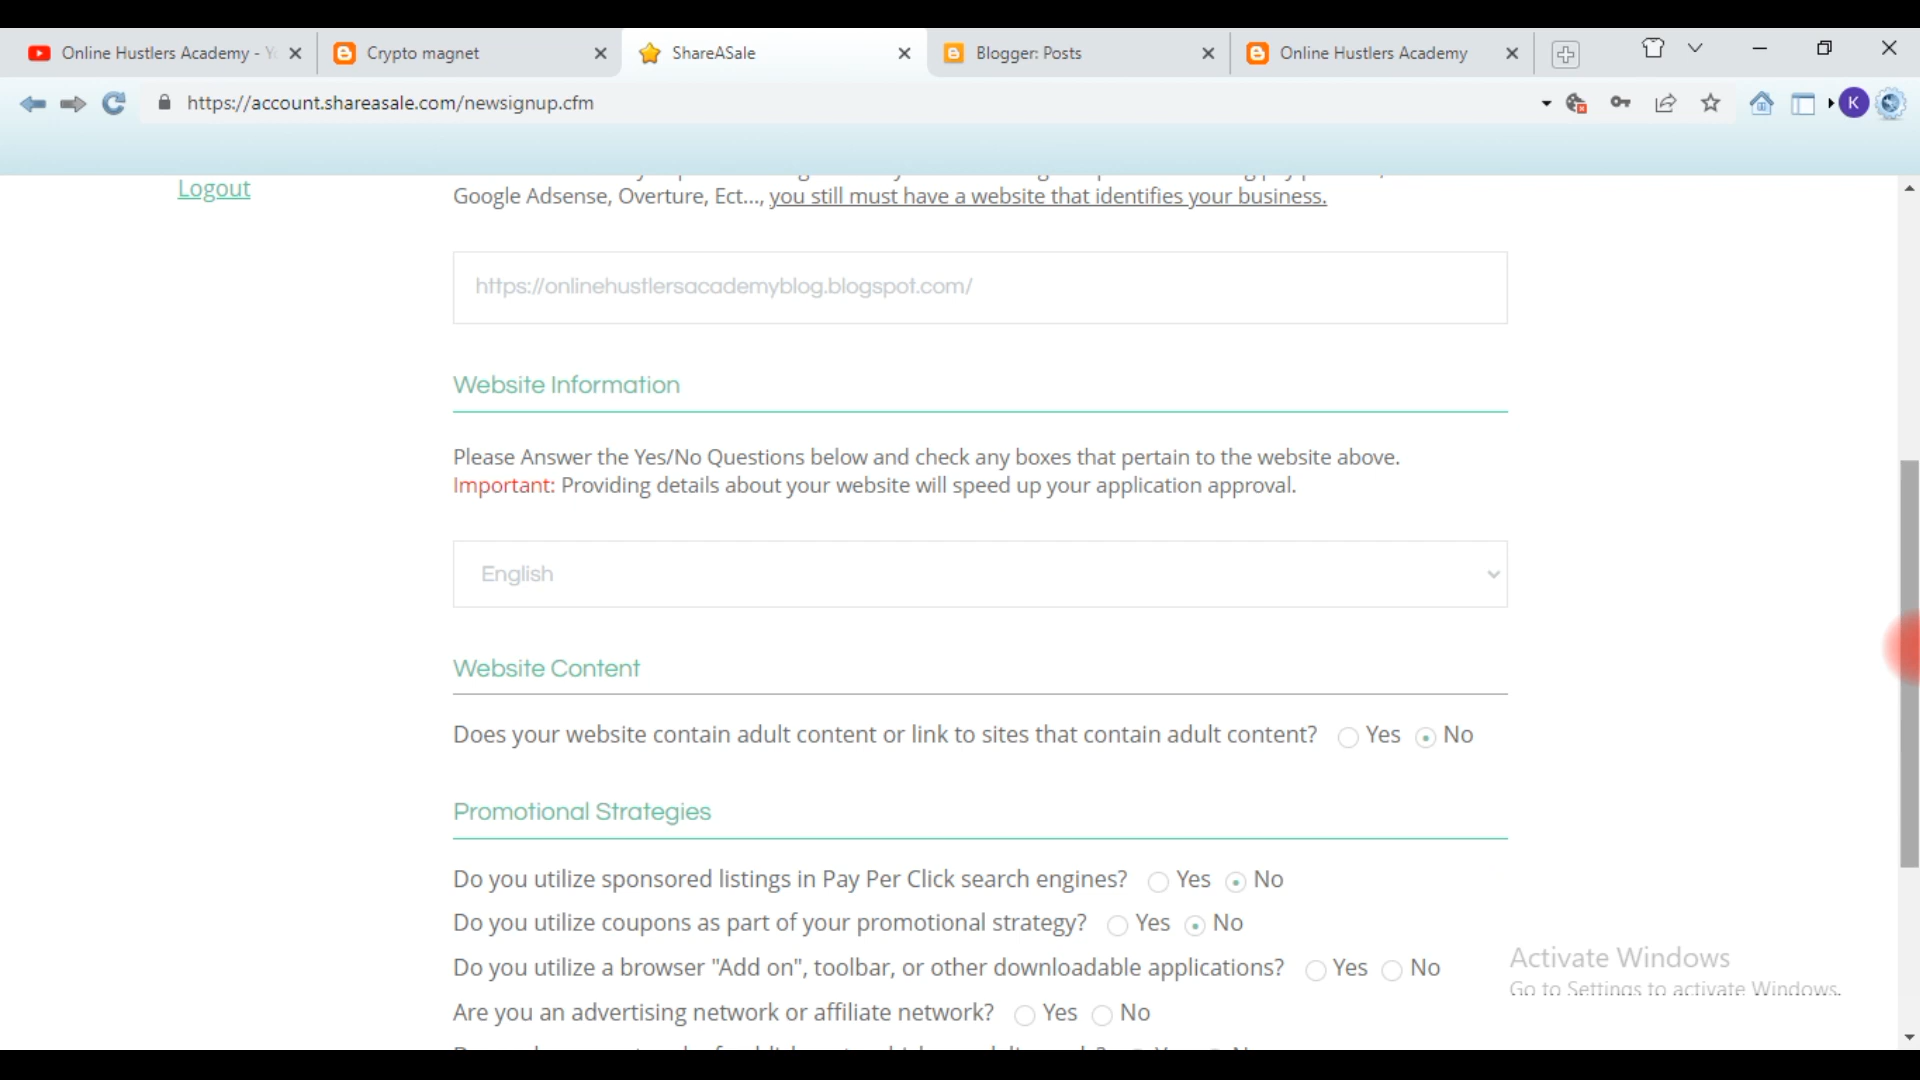 Online Hustlers Academy - Y
Crypto magnet
ShareASale
Blogger: Posts
Online Hustlers Academy
https://account.shareasale.com/newsignup.cfm
K
Logout
Google Adsense, Overture, Ect..., you still must have a website that identifies your business.
https://onlinehustlersacademyblog.blogspot.com/
Website Information
Please Answer the Yes/No Questions below and check any boxes that pertain to the website above.
Important: Providing details about your website will speed up your application approval.
English
Website Content
Does your website contain adult content or link to sites that contain adult content? Yes No
Promotional Strategies
Do you utilize sponsored listings in Pay Per Click search engines? Yes No
Do you utilize coupons as part of your promotional strategy? Yes No
Do you utilize a browser "Add on", toolbar, or other downloadable applications? Yes No
Are you an advertising network or affiliate network? Yes No
Activate Windows
Go to Settings to activate Windows.